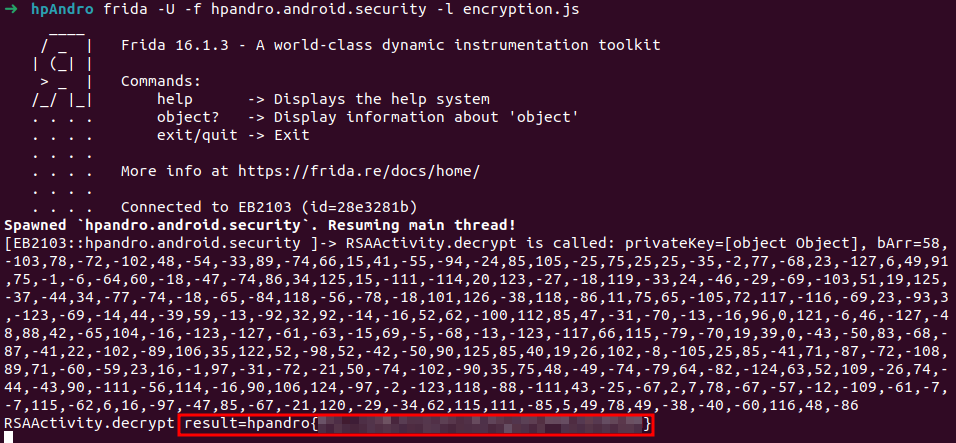 ➜ hpAndro frida -U -f hpandro.android.security -l encryption.js
     ____
    / _  |   Frida 16.1.3 - A world-class dynamic instrumentation toolkit
   | (_| |
    > _  |   Commands:
   /_/ |_|       help      -> Displays the help system
   . . . .       object?   -> Display information about 'object'
   . . . .       exit/quit -> Exit
   . . . .
   . . . .   More info at https://frida.re/docs/home/
   . . . .
   . . . .   Connected to EB2103 (id=28e3281b)
Spawned `hpandro.android.security`. Resuming main thread!
[EB2103::hpandro.android.security ]-> RSAActivity.decrypt is called: privateKey=[object Object], bArr=58,
-103,78,-72,-102,48,-54,-33,89,-74,66,15,41,-55,-94,-24,85,105,-25,75,25,25,-35,-2,77,-68,23,-127,6,49,91
,75,-1,-6,-64,60,-18,-47,-74,86,34,125,15,-111,-114,20,123,-27,-18,119,-33,24,-46,-29,-69,-103,51,19,125,
-37,-44,34,-77,-74,-18,-65,-84,118,-56,-78,-18,101,126,-38,118,-86,11,75,65,-105,72,117,-116,-69,23,-93,3
,-123,-69,-14,44,-39,59,-13,-92,32,92,-14,-16,52,62,-100,112,85,47,-31,-70,-13,-16,96,0,121,-6,46,-127,-4
8,88,42,-65,104,-16,-123,-127,-61,-63,-15,69,-5,-68,-13,-123,-117,66,115,-79,-70,19,39,0,-43,-50,83,-68,-
87,-41,22,-102,-89,106,35,122,52,-98,52,-42,-50,90,125,85,40,19,26,102,-8,-105,25,85,-41,71,-87,-72,-108,
89,71,-60,-59,23,16,-1,97,-31,-72,-21,50,-74,-102,-90,35,75,48,-49,-74,-79,64,-82,-124,63,52,109,-26,74,-
44,-43,90,-111,-56,114,-16,90,106,124,-97,-2,-123,118,-88,-111,43,-25,-67,2,7,78,-67,-57,-12,-109,-61,-7,
-7,115,-62,6,16,-97,-47,85,-67,-21,120,-29,-34,62,115,111,-85,5,49,78,49,-38,-40,-60,116,48,-86
RSAActivity.decrypt result=hpandro{ }